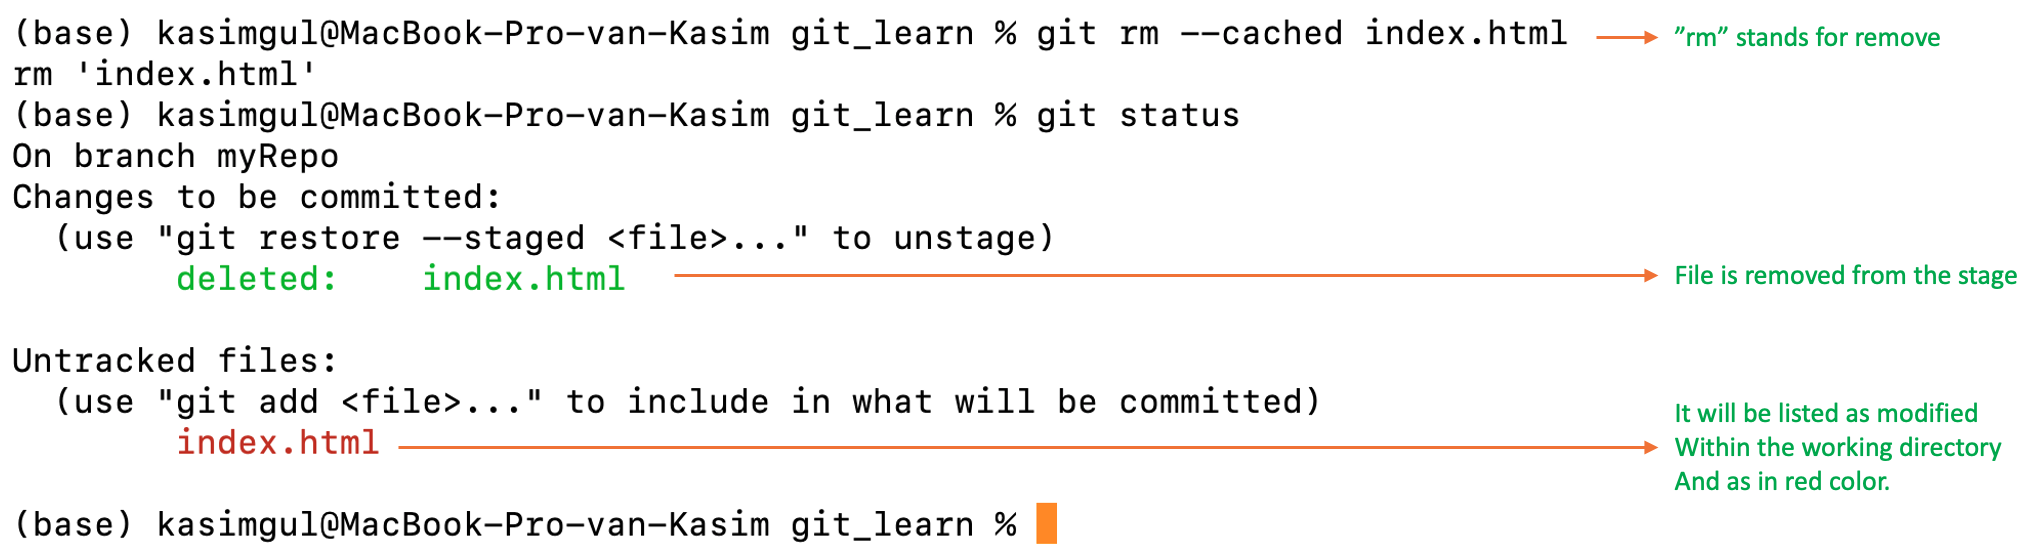 (base) kasimgul@MacBook-Pro-van-Kasim git_learn % git rm --cached index.html
”rm” stands for remove
rm 'index.html'
(base) kasimgul@MacBook-Pro-van-Kasim git_learn % git status
On branch myRepo
Changes to be committed:
  (use "git restore --staged <file>..." to unstage)
        deleted:    index.html
File is removed from the stage
Untracked files:
  (use "git add <file>..." to include in what will be committed)
        index.html
It will be listed as modified
Within the working directory
And as in red color.
(base) kasimgul@MacBook-Pro-van-Kasim git_learn %